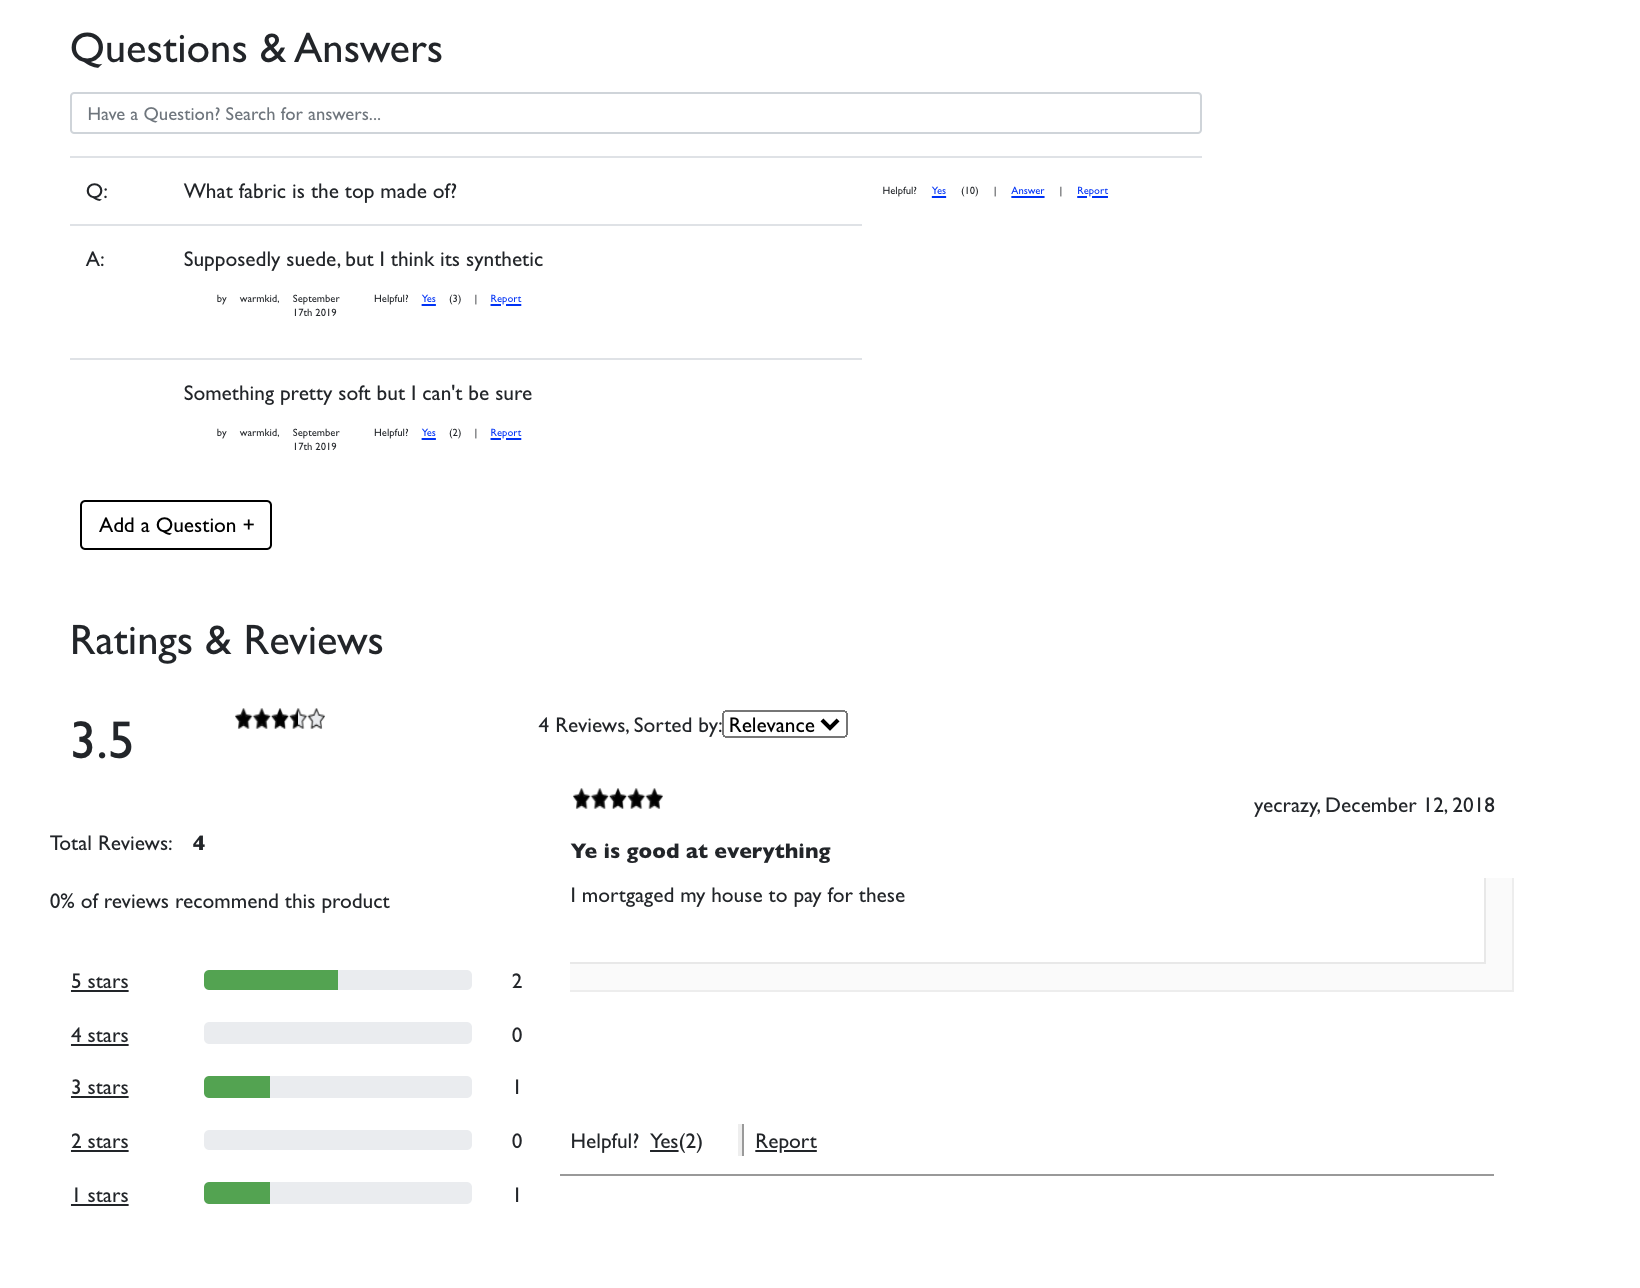 Questions & Answers
Have a Question? Search for answers...
Q: What fabric is the top made of? Helpful? Yes (10) | Answer | Report
A: Supposedly suede, but I think its synthetic
by warmkid, September 17th 2019 Helpful? Yes (3) | Report
Something pretty soft but I can't be sure
by warmkid, September 17th 2019 Helpful? Yes (2) | Report
Add a Question +
Ratings & Reviews
3.5
4 Reviews, Sorted by: Relevance
Total Reviews: 4
0% of reviews recommend this product
5 stars 2
4 stars 0
3 stars 1
2 stars 0
1 stars 1
yecrazy, December 12, 2018
Ye is good at everything
I mortgaged my house to pay for these
Helpful? Yes(2) | Report